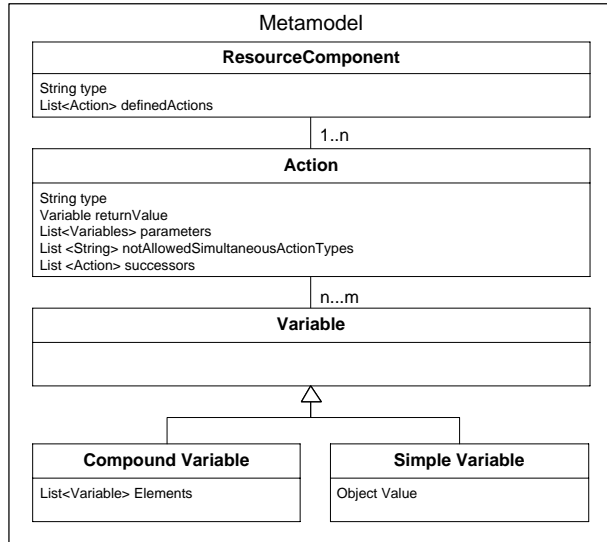 Metamodel
ResourceComponent
String type
List<Action> definedActions
1..n
Action
String type
Variable returnValue
List<Variables> parameters
List <String> notAllowedSimultaneousActionTypes
List <Action> successors
n...m
Variable
Compound Variable
List<Variable> Elements
Simple Variable
Object Value